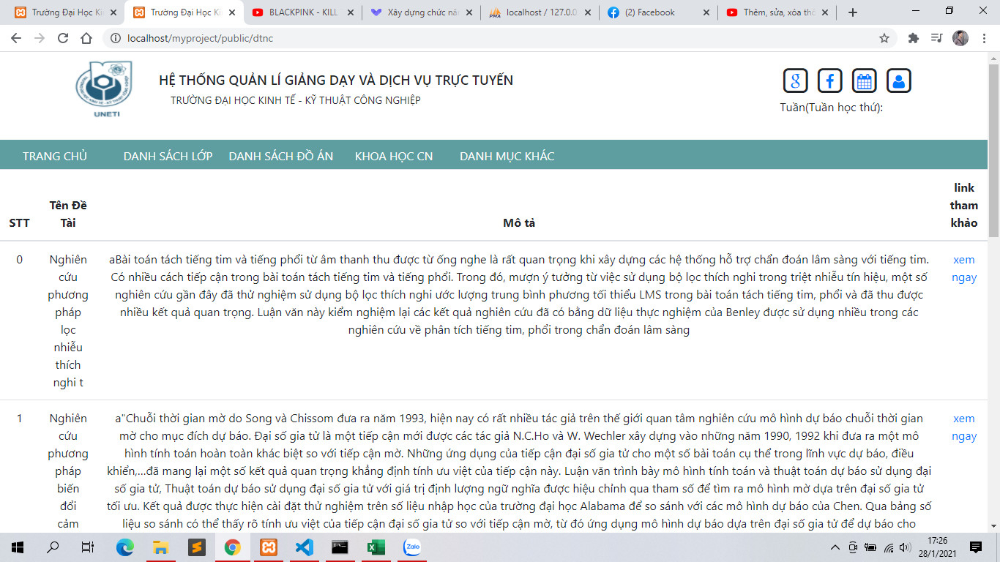 Trường Đại Học Ki
Trường Đại Học Ki
BLACKPINK - KILL
Xây dựng chức nă
localhost / 127.0.0
(2) Facebook
Thêm, sửa, xóa thô
localhost/myproject/public/dtnc
HỆ THỐNG QUẢN LÍ GIẢNG DẠY VÀ DỊCH VỤ TRỰC TUYẾN
TRƯỜNG ĐẠI HỌC KINH TẾ - KỸ THUẬT CÔNG NGHIỆP
UNETI
Tuần(Tuần học thứ):
TRANG CHỦ
DANH SÁCH LỚP
DANH SÁCH ĐỒ ÁN
KHOA HỌC CN
DANH MỤC KHÁC
STT
Tên Đề
Tài
Mô tả
link
tham
khảo
0
Nghiên
cứu
phương
pháp
lọc
nhiễu
thích
nghi t
aBài toán tách tiếng tim và tiếng phổi từ âm thanh thu được từ ống nghe là rất quan trọng khi xây dựng các hệ thống hỗ trợ chẩn đoán lâm sàng với tiếng tim.
Có nhiều cách tiếp cận trong bài toán tách tiếng tim và tiếng phổi. Trong đó, mượn ý tưởng từ việc sử dụng bộ lọc thích nghi trong triệt nhiễu tín hiệu, một số
nghiên cứu gần đây đã thử nghiệm sử dụng bộ lọc thích nghi ước lượng trung bình phương tối thiểu LMS trong bài toán tách tiếng tim, phổi và đã thu được
nhiều kết quả quan trọng. Luận văn này kiểm nghiệm lại các kết quả nghiên cứu đã có bằng dữ liệu thực nghiệm của Benley được sử dụng nhiều trong các
nghiên cứu về phân tích tiếng tim, phổi trong chẩn đoán lâm sàng
xem
ngay
1
Nghiên
cứu
phương
pháp
biến
đổi
cảm
a"Chuỗi thời gian mờ do Song và Chissom đưa ra năm 1993, hiện nay có rất nhiều tác giả trên thế giới quan tâm nghiên cứu mô hình dự báo chuỗi thời gian
mờ cho mục đích dự báo. Đại số gia tử là một tiếp cận mới được các tác giả N.C.Ho và W. Wechler xây dựng vào những năm 1990, 1992 khi đưa ra một mô
hình tính toán hoàn toàn khác biệt so với tiếp cận mờ. Những ứng dụng của tiếp cận đại số gia tử cho một số bài toán cụ thể trong lĩnh vực dự báo, điều
khiển,...đã mang lại một số kết quả quan trọng khẳng định tính ưu việt của tiếp cận này. Luận văn trình bày mô hình tính toán và thuật toán dự báo sử dụng đại
số gia tử, Thuật toán dự báo sử dụng đại số gia tử với giá trị định lượng ngữ nghĩa được hiệu chỉnh qua tham số để tìm ra mô hình mờ dựa trên đại số gia tử
tối ưu. Kết quả được thực hiện cài đặt thử nghiệm trên số liệu nhập học của trường đại học Alabama để so sánh với các mô hình dự báo của Chen. Qua bảng số
liệu so sánh có thể thấy rõ tính ưu việt của tiếp cận đại số gia tử so với tiếp cận mờ, từ đó ứng dụng mô hình dự báo dựa trên đại số gia tử để dự báo cho
xem
ngay
Zalo
17:26
28/1/2021